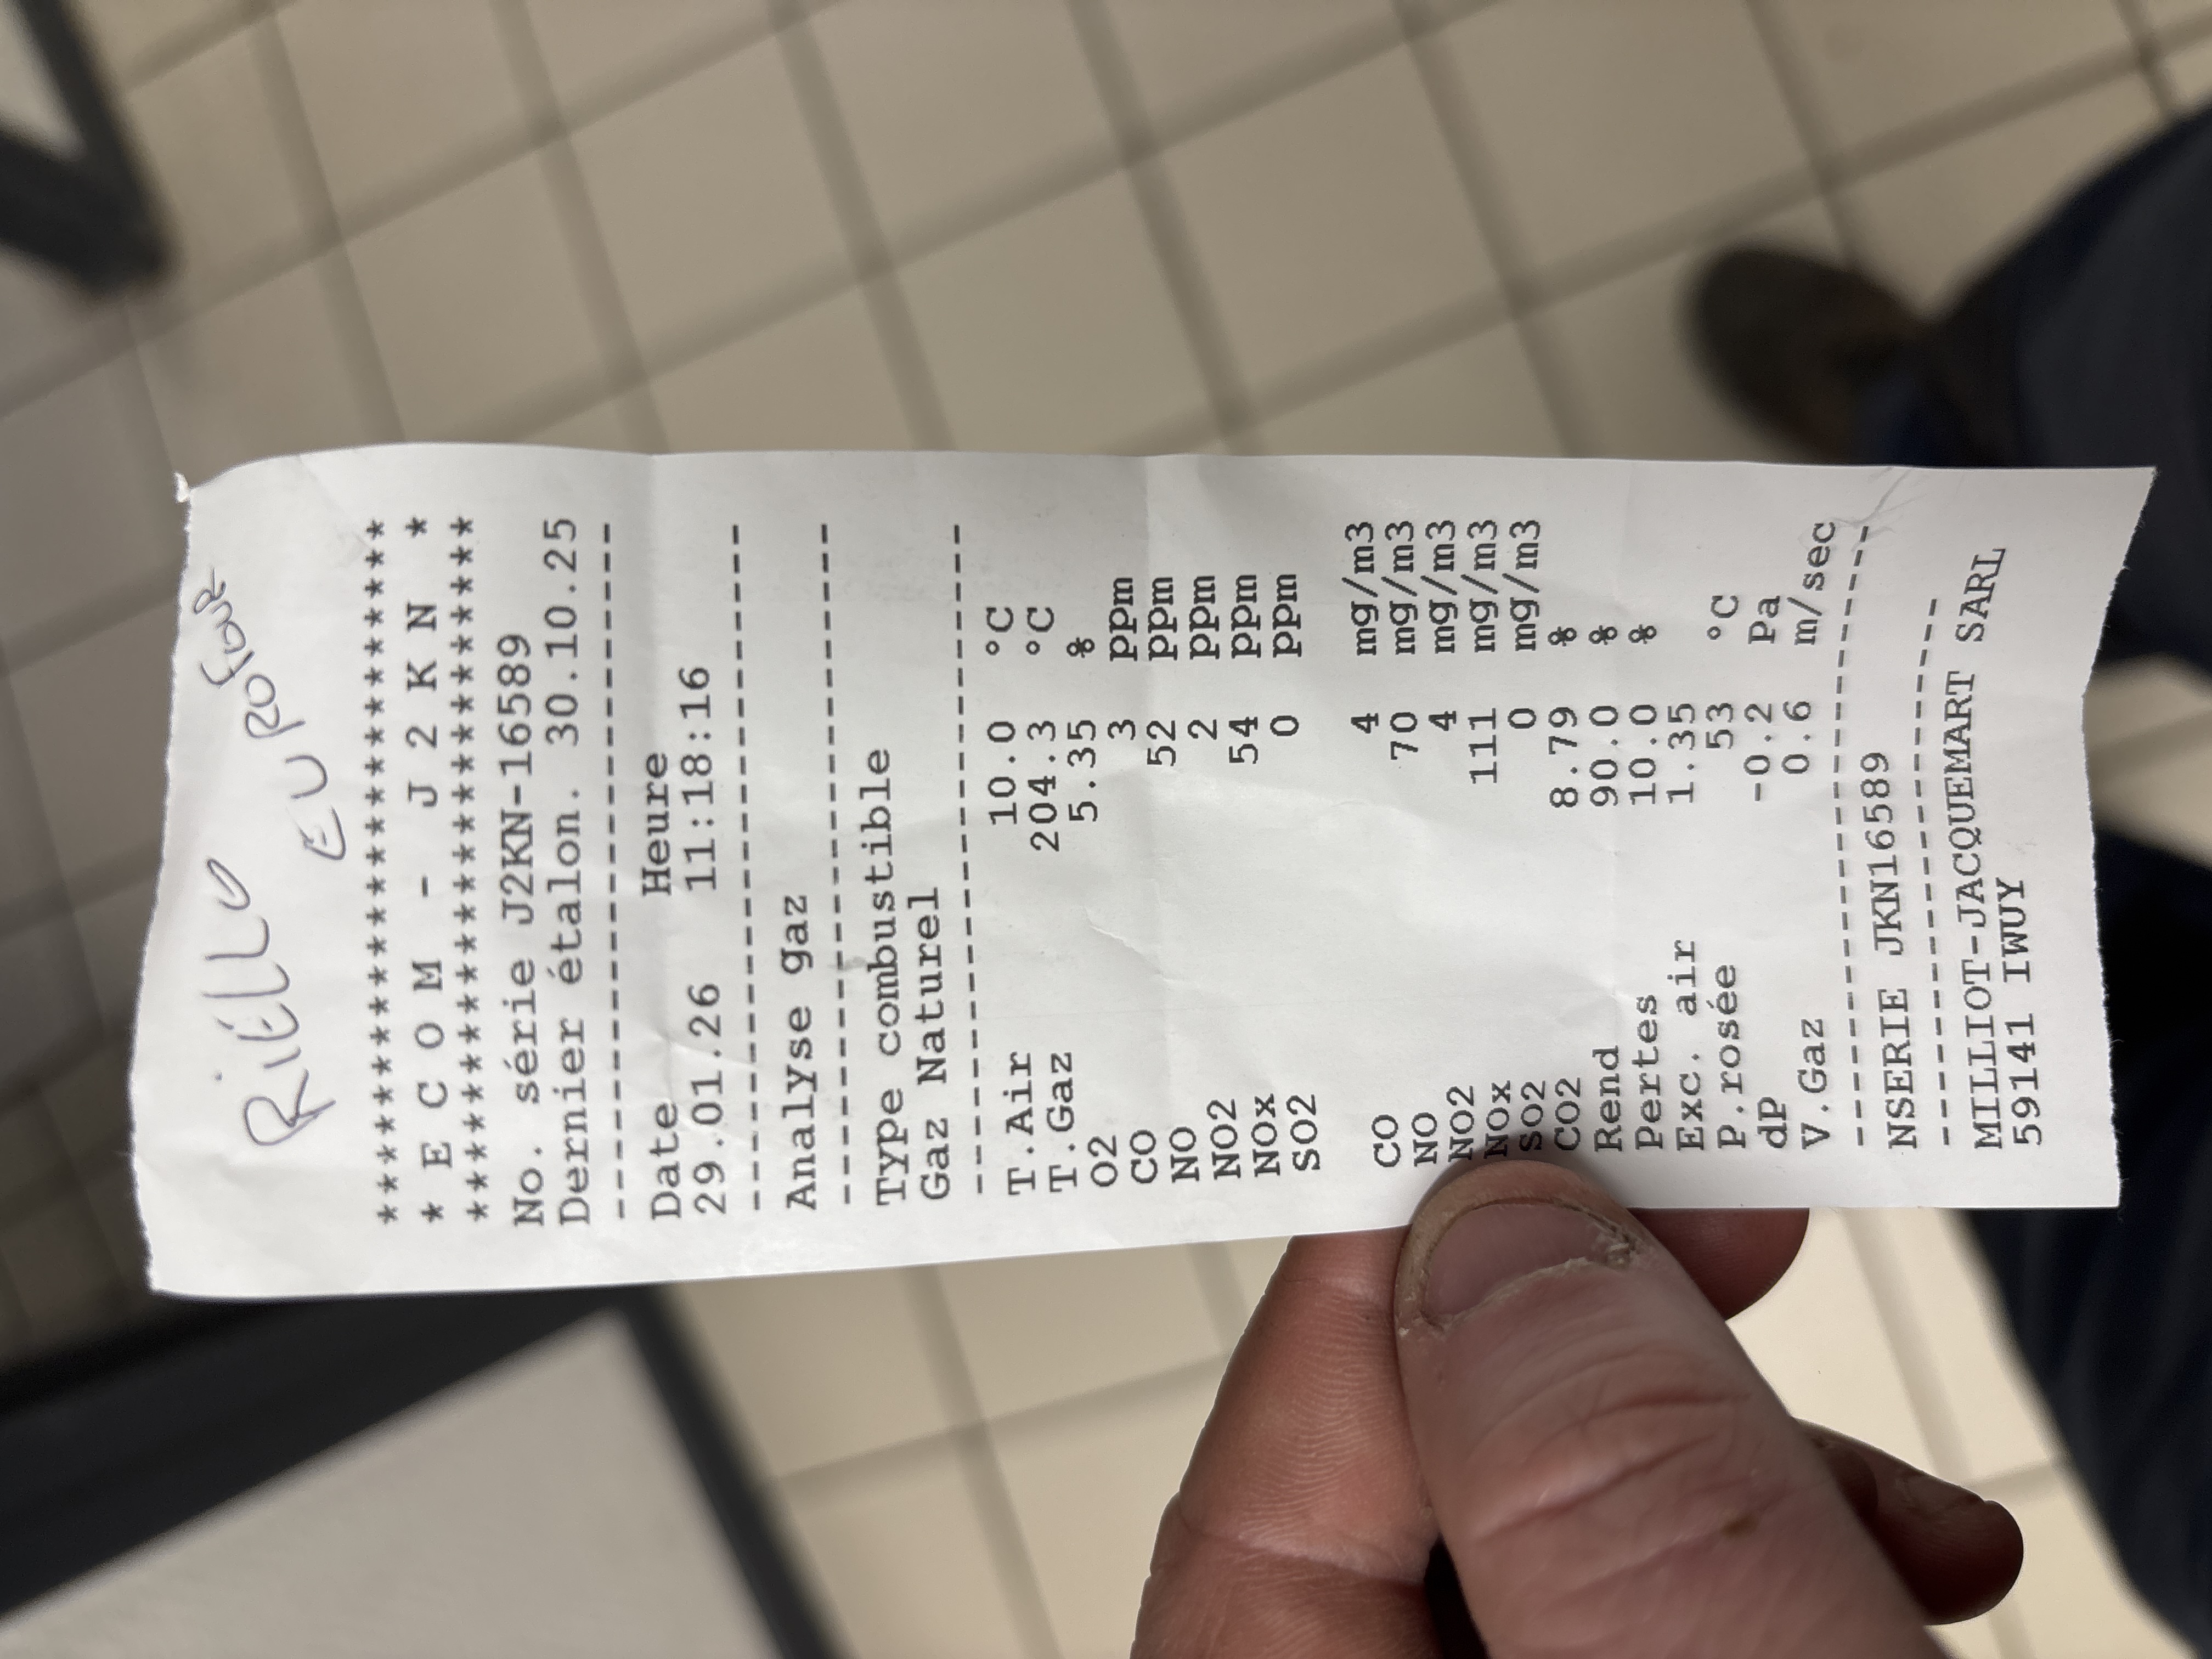 RiELLO
EUROFOUR
*************************
* E C O M - J 2 K N *
*************************
No. série J2KN-16589
Dernier étalon. 30.10.25
------------------------
Date Heure
29.01.26 11:18:16
------------------------
Analyse gaz
------------------------
Type combustible
Gaz Naturel
------------------------
T.Air 10.0 °C
T.Gaz 204.3 °C
O2 5.35 %
CO 3 ppm
NO 52 ppm
NO2 2 ppm
NOx 54 ppm
SO2 0 ppm
CO 4 mg/m3
NO 70 mg/m3
NO2 4 mg/m3
NOx 111 mg/m3
SO2 0 mg/m3
CO2 8.79 %
Rend 90.0 %
Pertes 10.0 %
Exc. air 1.35
P.rosée 53 °C
dP -0.2 Pa
V.Gaz 0.6 m/sec
------------------------
NSERIE JKN16589
---------------------
MILLIOT-JACQUEMART SARL
59141 IWUY